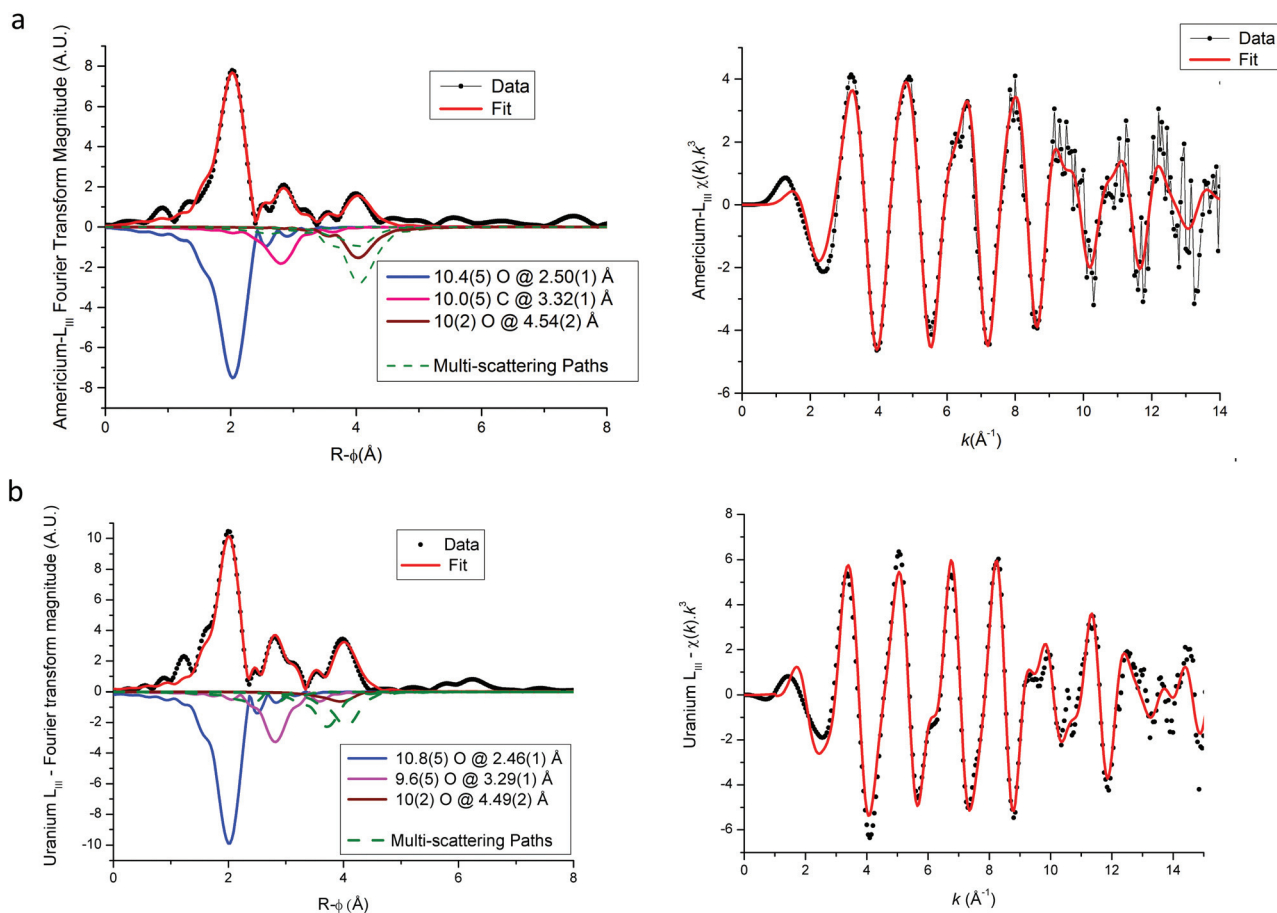 a
Americium-L_III Fourier Transform Magnitude (A.U.)
8
6
4
2
0
-2
-4
-6
-8
0 2 4 6 8
R-ϕ(Å)
Data
Fit
10.4(5) O @ 2.50(1) Å
10.0(5) C @ 3.32(1) Å
10(2) O @ 4.54(2) Å
Multi-scattering Paths
Americium-L_III χ(k).k³
4
2
0
-2
-4
-6
0 2 4 6 8 10 12 14
k(Å⁻¹)
Data
Fit
b
Uranium L_III - Fourier transform magnitude (A.U.)
10
8
6
4
2
0
-2
-4
-6
-8
-10
0 2 4 6 8
R-ϕ (Å)
Data
Fit
10.8(5) O @ 2.46(1) Å
9.6(5) O @ 3.29(1) Å
10(2) O @ 4.49(2) Å
Multi-scattering Paths
Uranium L_III - χ(k).k³
8
6
4
2
0
-2
-4
-6
0 2 4 6 8 10 12 14
k (Å⁻¹)
Data
Fit